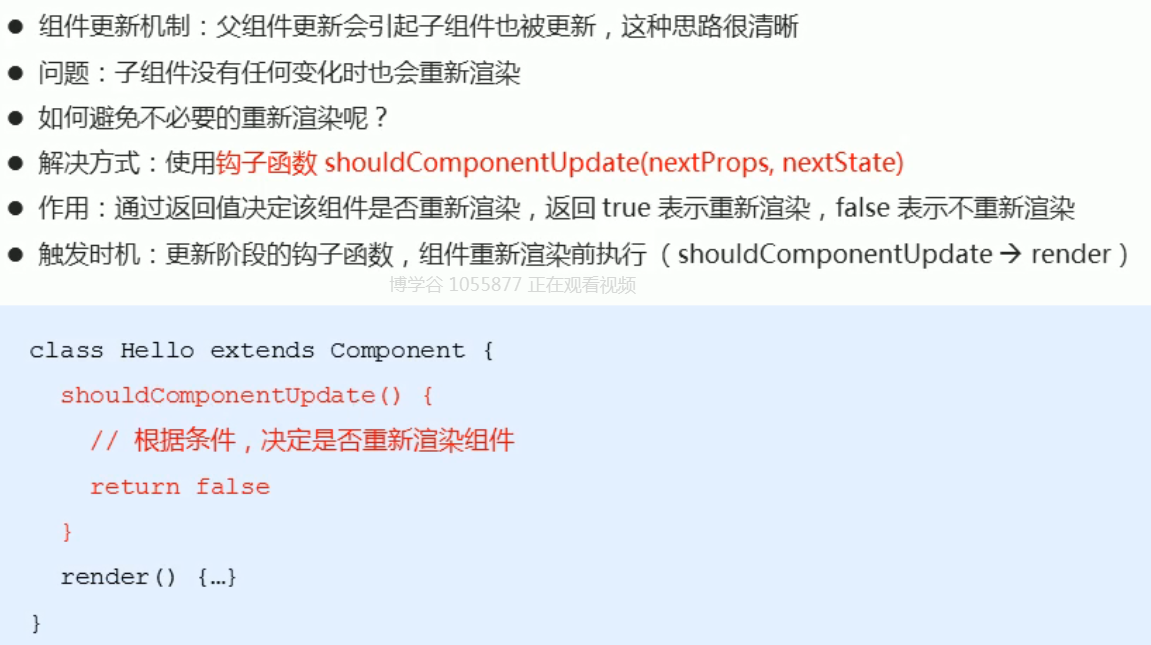 ● 组件更新机制：父组件更新会引起子组件也被更新，这种思路很清晰
● 问题：子组件没有任何变化时也会重新渲染
● 如何避免不必要的重新渲染呢？
● 解决方式：使用钩子函数 shouldComponentUpdate(nextProps, nextState)
● 作用：通过返回值决定该组件是否重新渲染，返回 true 表示重新渲染，false 表示不重新渲染
● 触发时机：更新阶段的钩子函数，组件重新渲染前执行（shouldComponentUpdate → render）
博学谷 1055877 正在观看视频
class Hello extends Component {
shouldComponentUpdate() {
// 根据条件，决定是否重新渲染组件
return false
}
render() {…}
}